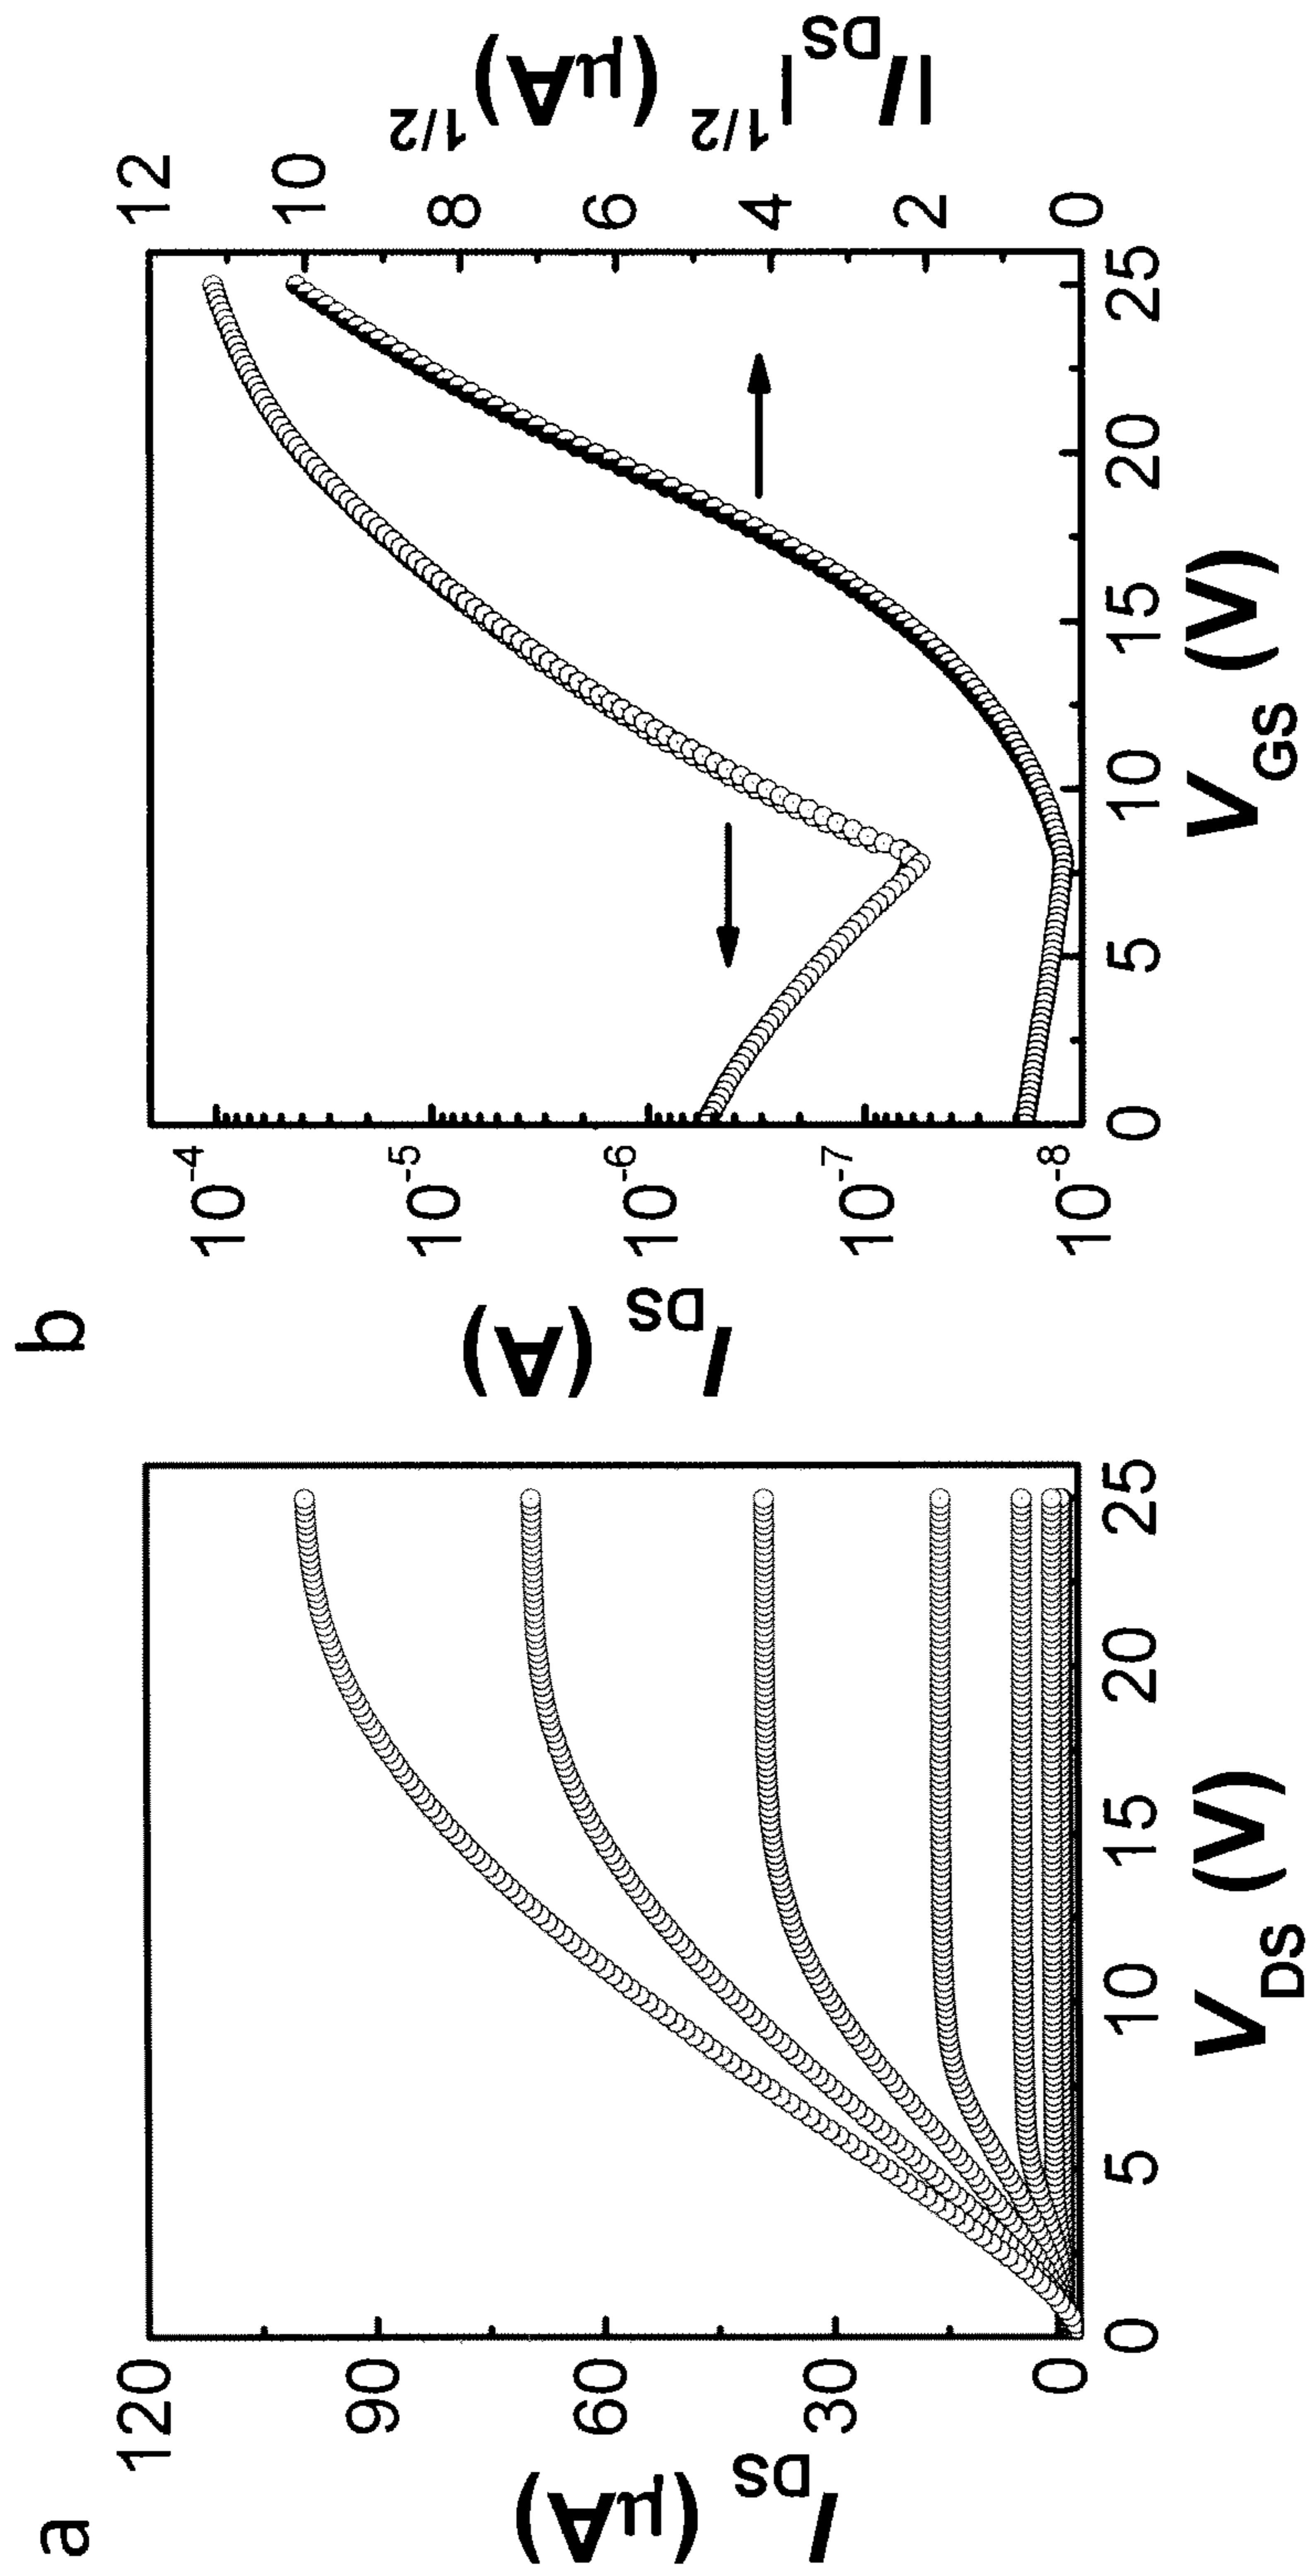 a
120
90
60
30
0
I_DS (μA)
0 5 10 15 20 25
V_DS (V)
b
10^-4
10^-5
10^-6
10^-7
10^-8
I_DS (A)
0 5 10 15 20 25
V_GS (V)
12
10
8
6
4
2
0
|I_DS|^1/2 (μA)^1/2